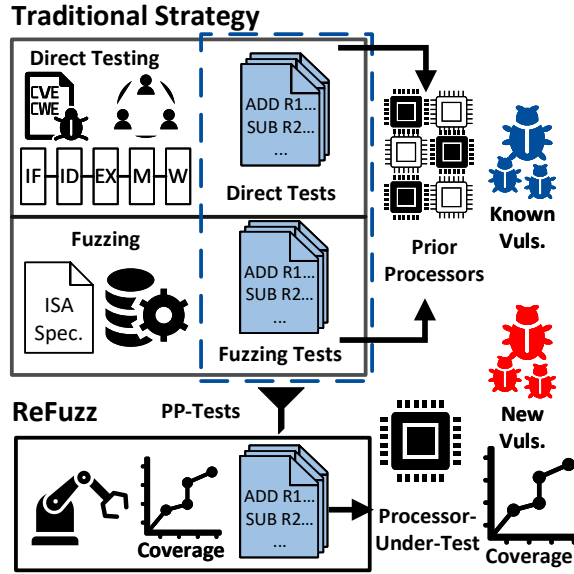 Traditional Strategy
Direct Testing
CVE
CWE
IF
ID
EX
M
W
ADD R1...
SUB R2...
...
Direct Tests
Fuzzing
ISA
Spec.
ADD R1...
SUB R2...
...
Fuzzing Tests
Prior
Processors
Known
Vuls.
New
Vuls.
ReFuzz
PP-Tests
Coverage
ADD R1...
SUB R2...
...
Processor-
Under-Test
Coverage